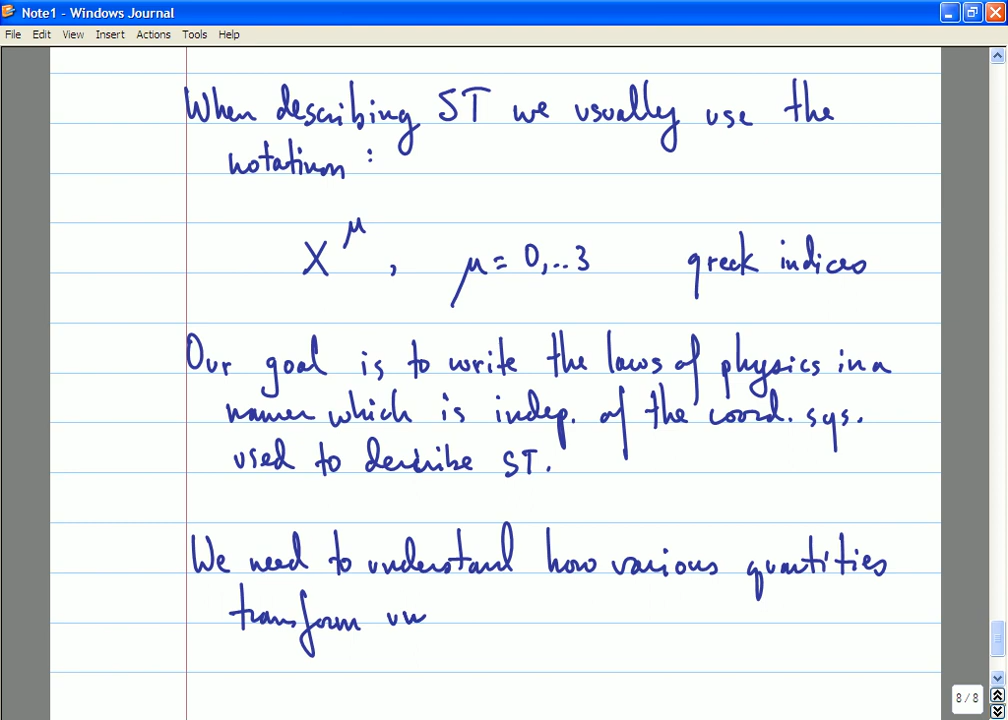 Note1 - Windows Journal
File Edit View Insert Actions Tools Help
When describing ST we usually use the
notation :
X^μ , μ = 0,..3 greek indices
Our goal is to write the laws of physics in a
namer which is indep. of the coord. sys.
used to describe ST.
We need to understand how various quantities
transform un
8/8